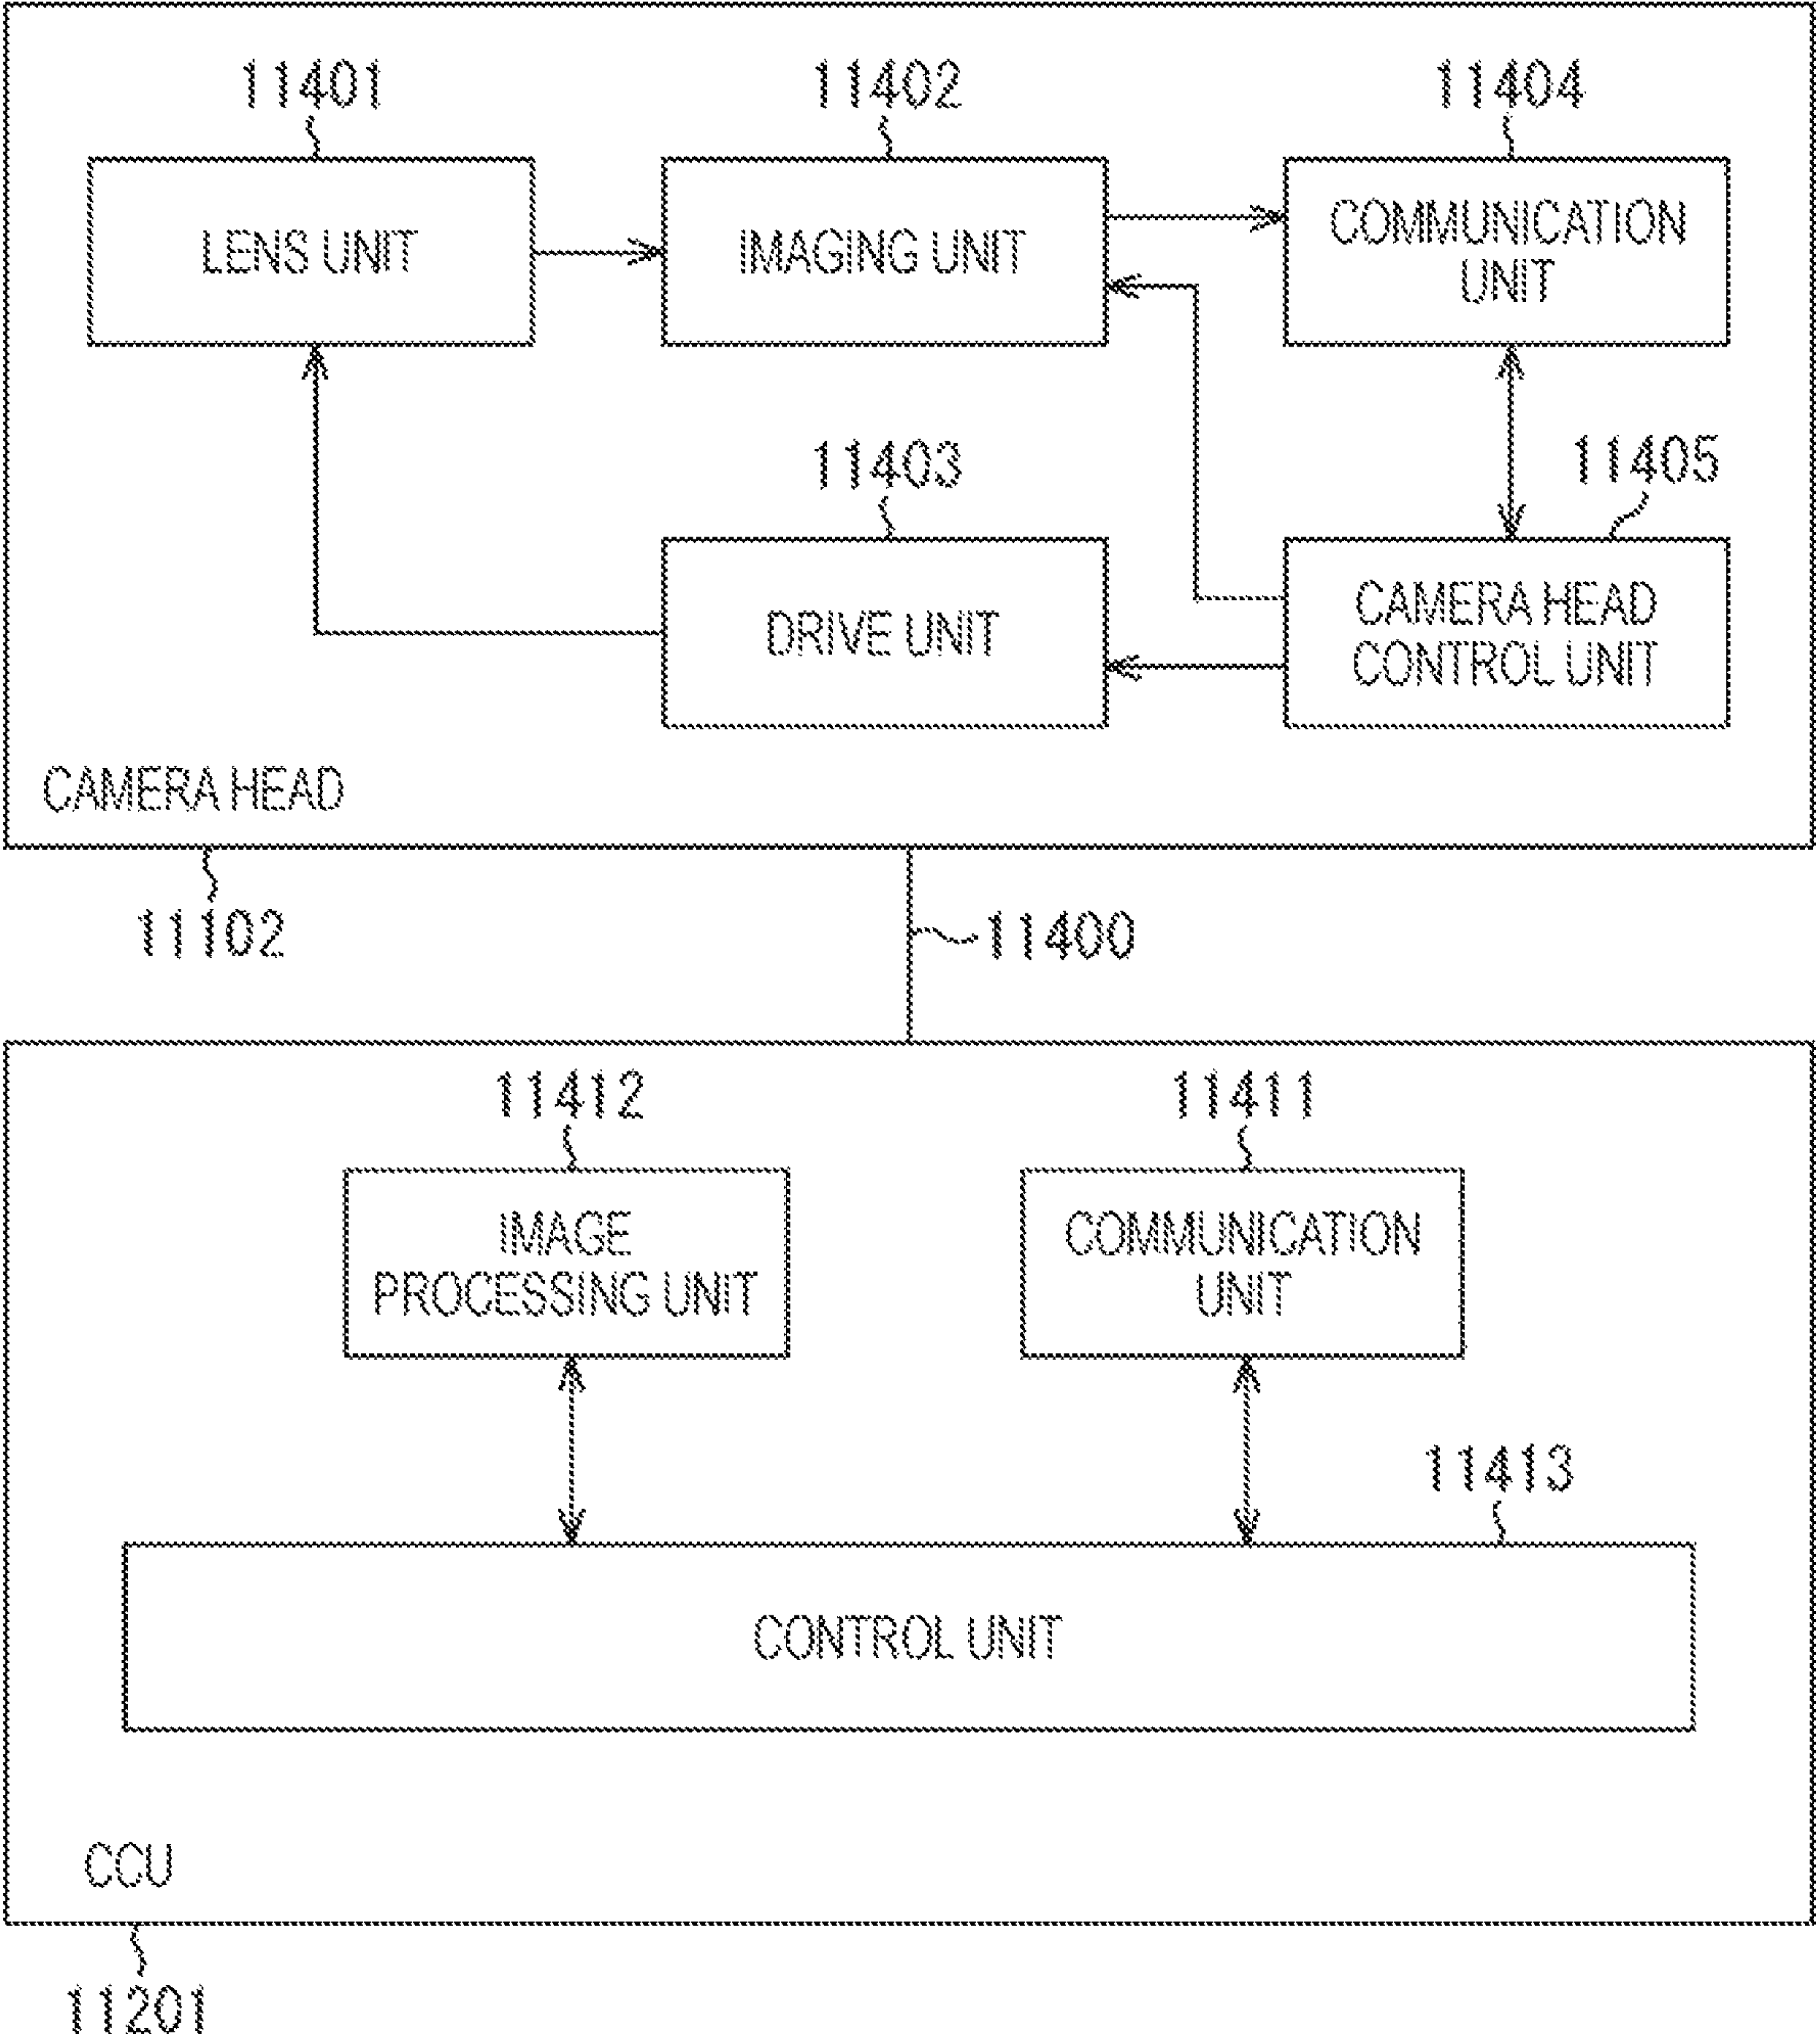 11401
11402
11404
LENS UNIT
IMAGING UNIT
COMMUNICATION
UNIT
11403
11405
DRIVE UNIT
CAMERA HEAD
CONTROL UNIT
CAMERA HEAD
11102
11400
11412
11411
IMAGE
PROCESSING UNIT
COMMUNICATION
UNIT
11413
CONTROL UNIT
CCU
11201